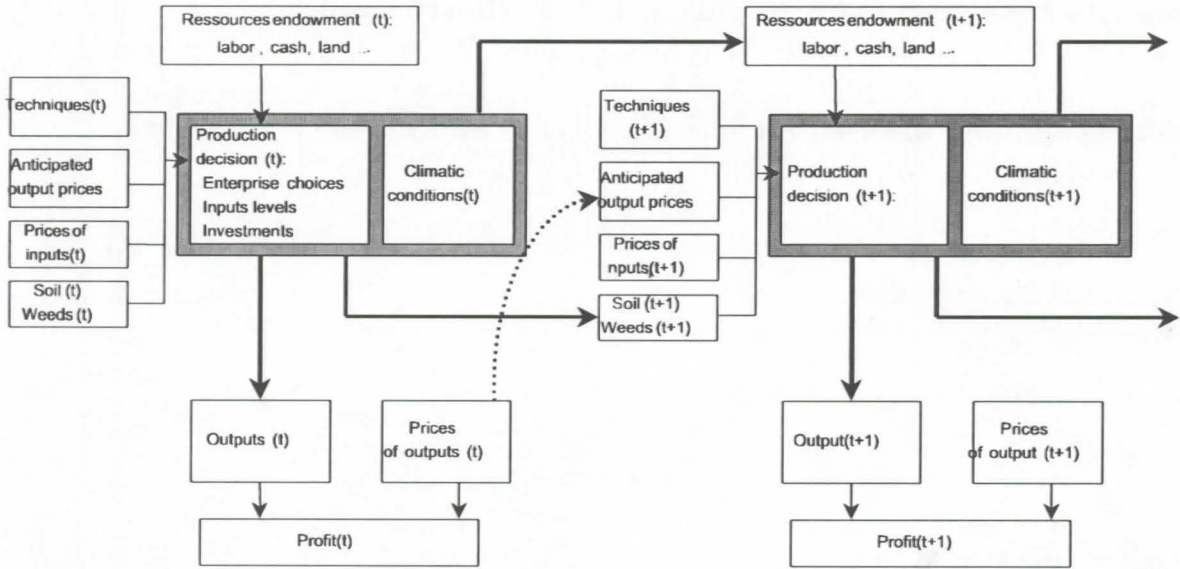 Ressources endowment (t):
labor , cash, land ...
Techniques(t)
Anticipated
output prices
Prices of
inputs(t)
Soil (t)
Weeds (t)
Production
decision (t):
Enterprise choices
Inputs levels
Investments
Climatic
conditions(t)
Outputs (t)
Prices
of outputs (t)
Profit(t)
Ressources endowment (t+1):
labor , cash, land ...
Techniques
(t+1)
Anticipated
output prices
Prices of
nputs(t+1)
Soil (t+1)
Weeds (t+1)
Production
decision (t+1):
Climatic
conditions(t+1)
Output(t+1)
Prices
of output (t+1)
Profit(t+1)